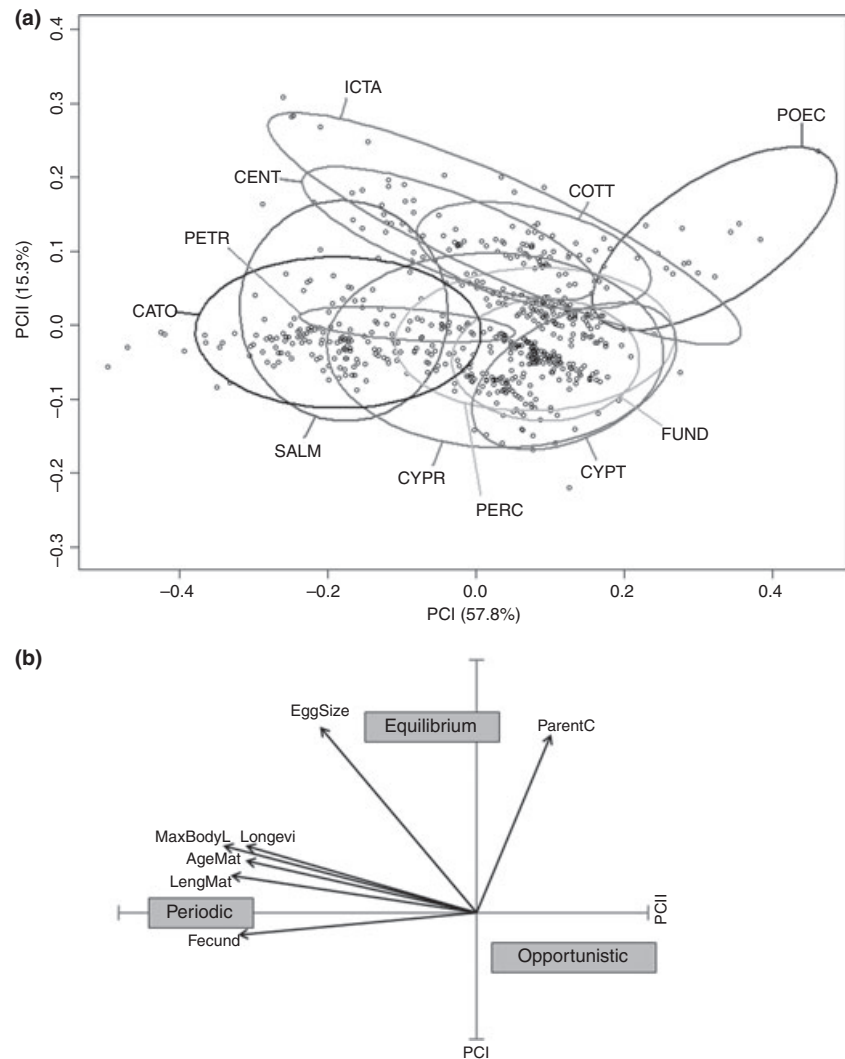 (a)
0.4
0.3
0.2
0.1
0.0
−0.1
−0.2
−0.3
PCII (15.3%)
ICTA
POEC
CENT
COTT
PETR
CATO
SALM
CYPR
PERC
CYPT
FUND
−0.4
−0.2
0.0
0.2
0.4
PCI (57.8%)
(b)
EggSize
Equilibrium
ParentC
MaxBodyL Longevi
AgeMat
LengMat
Periodic
Fecund
PCII
Opportunistic
PCI